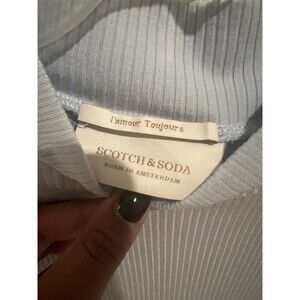 l'amour Toujours
SCOTCH & SODA
BORN IN AMSTERDAM